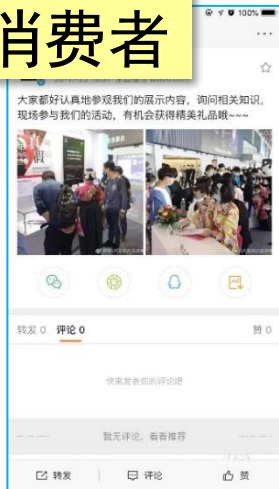 100%
消费者
大家都好认真地参观我们的展示内容，询问相关知识，
现场参与我们的活动，有机会获得精美礼品哦~~~
转发 0 评论 0 赞 0
快来发表你的评论吧
暂无评论，看看推荐
转发 评论 赞